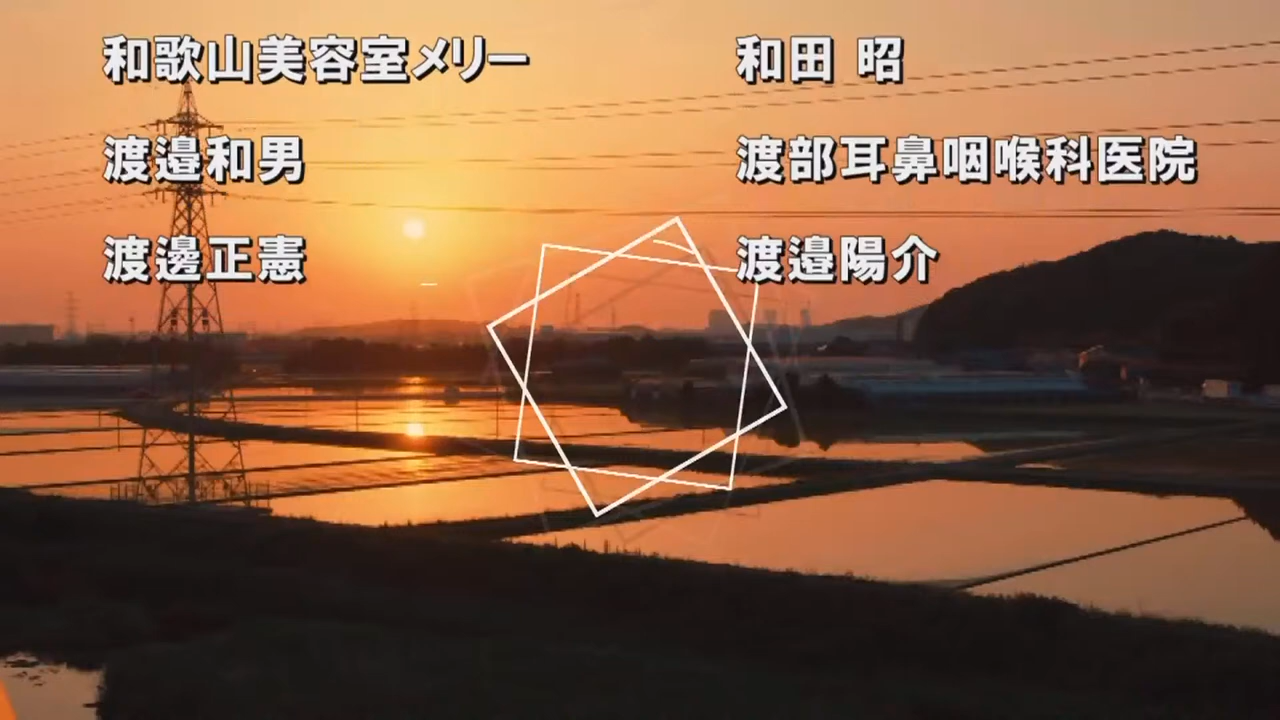 和歌山美容室メリー
和田 昭
渡邉和男
渡部耳鼻咽喉科医院
渡邊正憲
渡邉陽介